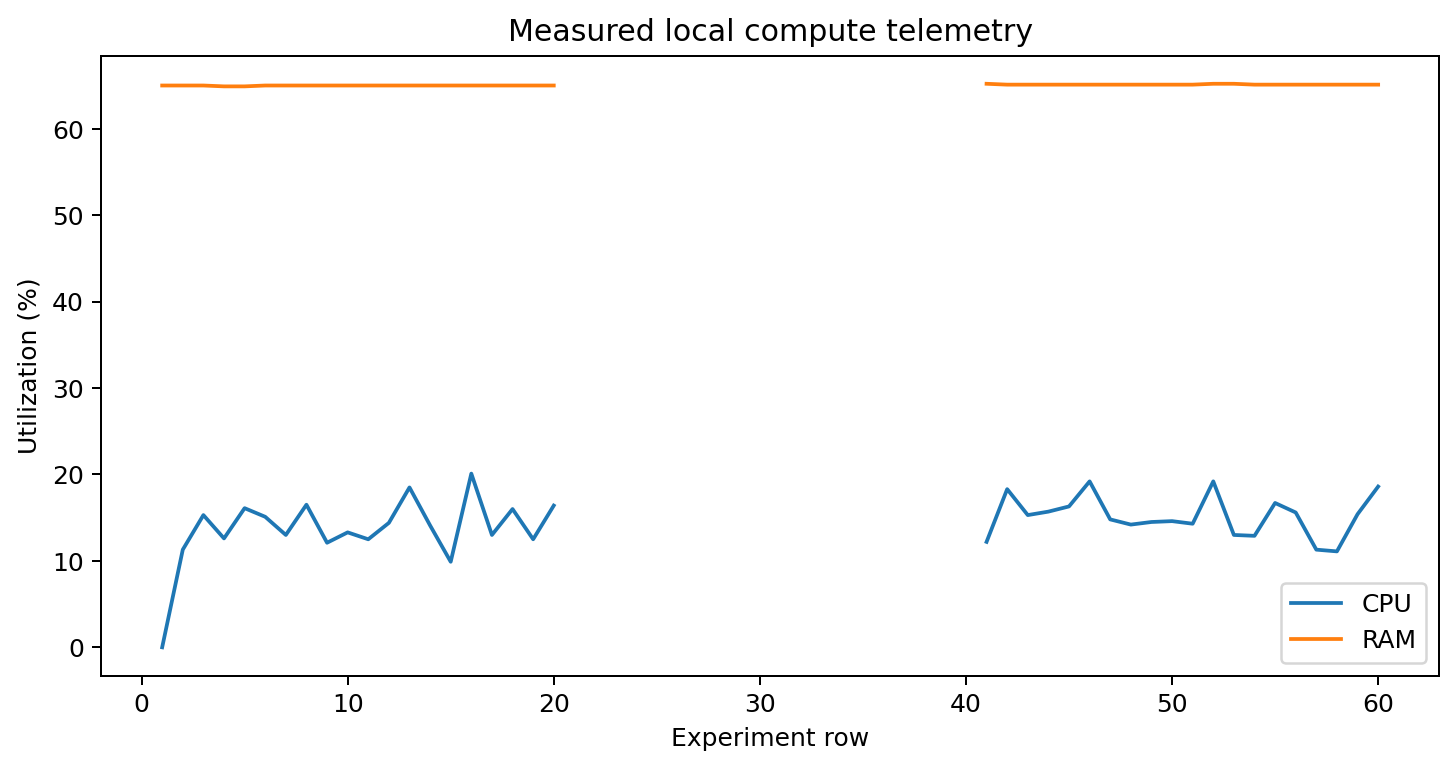 Measured local compute telemetry
Utilization (%)
60
50
40
30
20
10
0
CPU
RAM
0 10 20 30 40 50 60
Experiment row